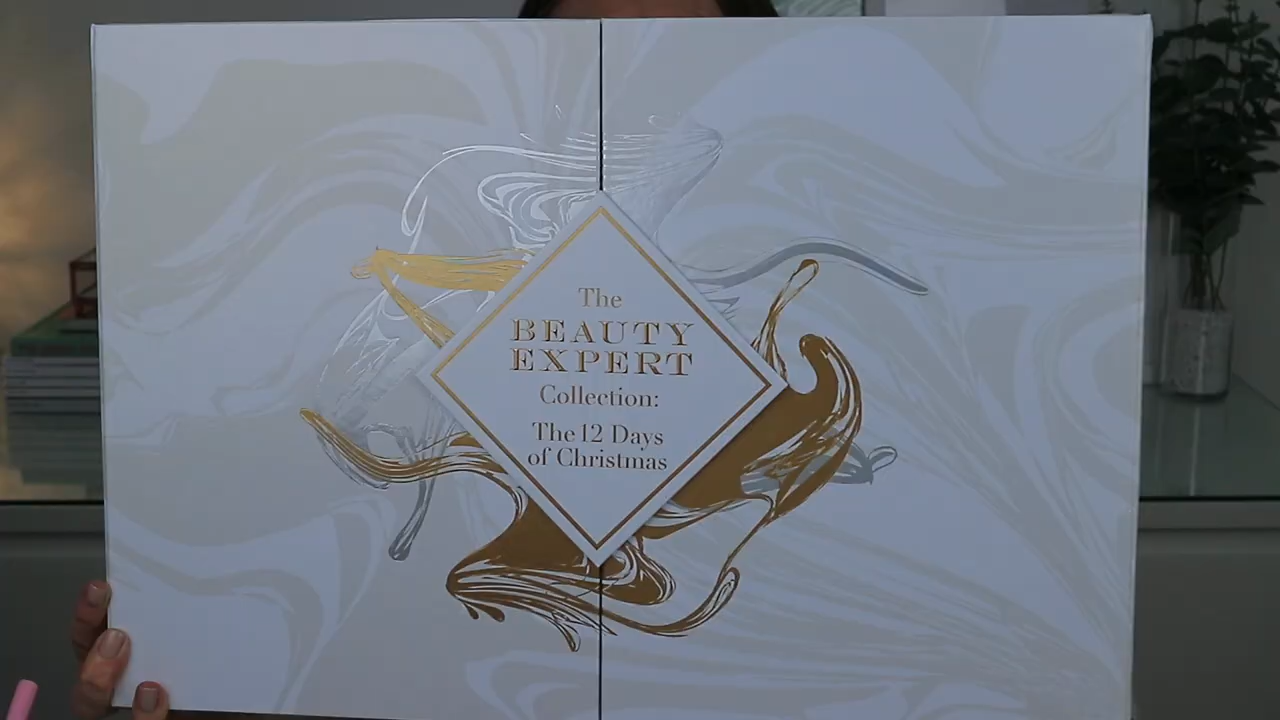 The
BEAUTY
EXPERT
Collection:
The 12 Days
of Christmas